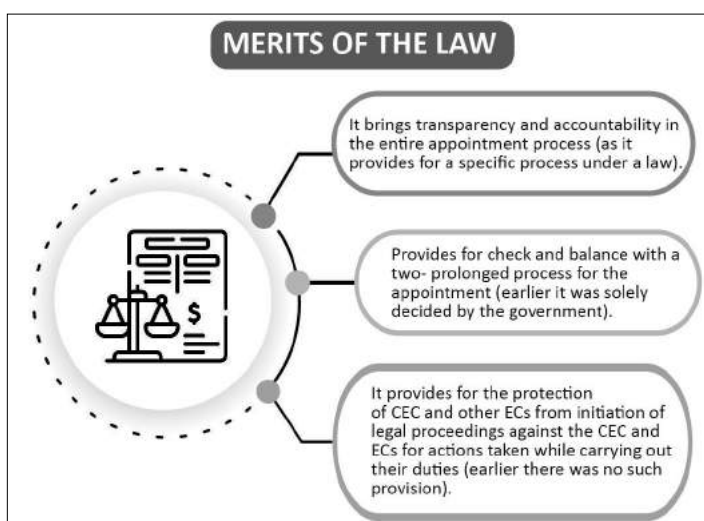 MERITS OF THE LAW
It brings transparency and accountability in
the entire appointment process (as it
provides for a specific process under a law).
Provides for check and balance with a
two- prolonged process for the
appointment (earlier it was solely
decided by the government).
$
It provides for the protection
of CEC and other ECs from initiation of
legal proceedings against the CEC and
ECs for actions taken while carrying out
their duties (earlier there was no such
provision).